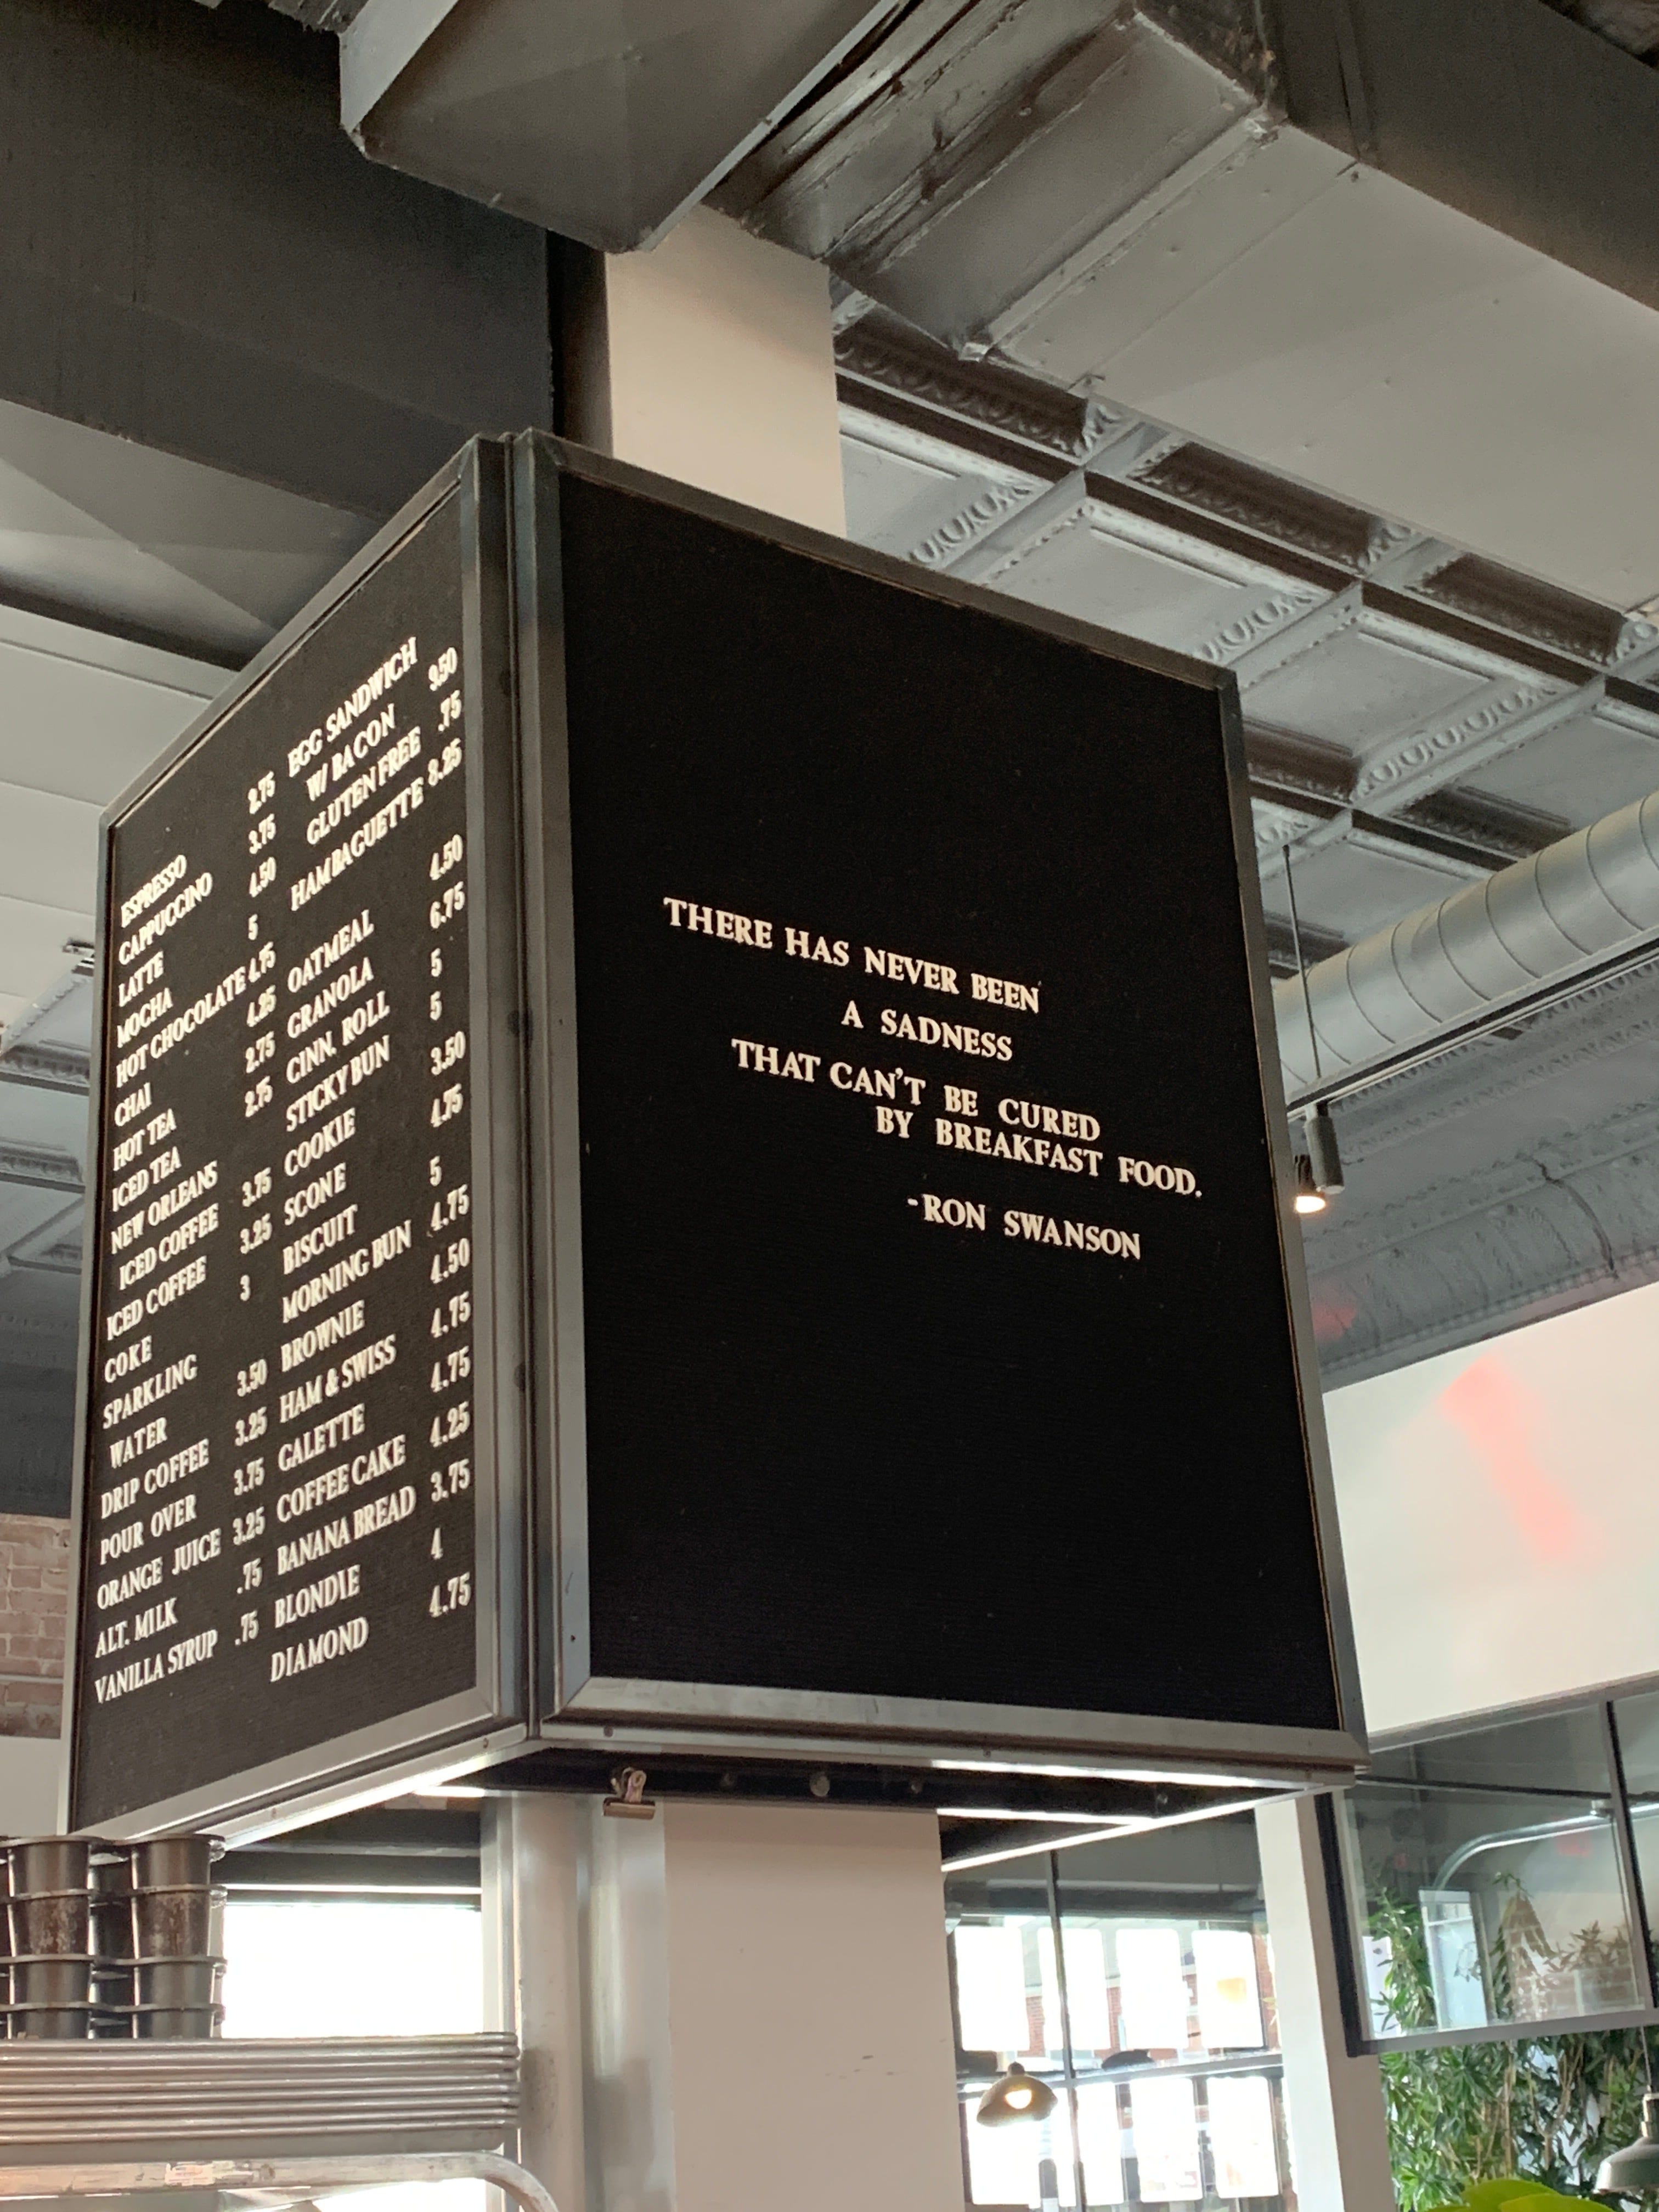 ESPRESSO 2.75
CAPPUCCINO 3.75
LATTE 4.50
MOCHA 5
HOT CHOCOLATE 4.75
CHAI 4.25
HOT TEA 2.75
ICED TEA 2.75
NEW ORLEANS
ICED COFFEE 3.75
ICED COFFEE 3.25
COKE 3
SPARKLING
WATER 3.50
DRIP COFFEE 3.25
POUR OVER 3.75
ORANGE JUICE 3.25
ALT. MILK .75
VANILLA SYRUP .75
EGG SANDWICH
W/ BACON
GLUTEN FREE .75
HAM BAGUETTE 8.25
OATMEAL 4.50
GRANOLA 6.75
CINN. ROLL 5
STICKY BUN 5
COOKIE 3.50
SCONE 4.75
BISCUIT 5
MORNING BUN 4.75
BROWNIE 4.50
HAM & SWISS 4.75
GALETTE 4.75
COFFEE CAKE 4.25
BANANA BREAD 3.75
BLONDIE 4
DIAMOND 4.75
THERE HAS NEVER BEEN
A SADNESS
THAT CAN'T BE CURED
BY BREAKFAST FOOD.
-RON SWANSON